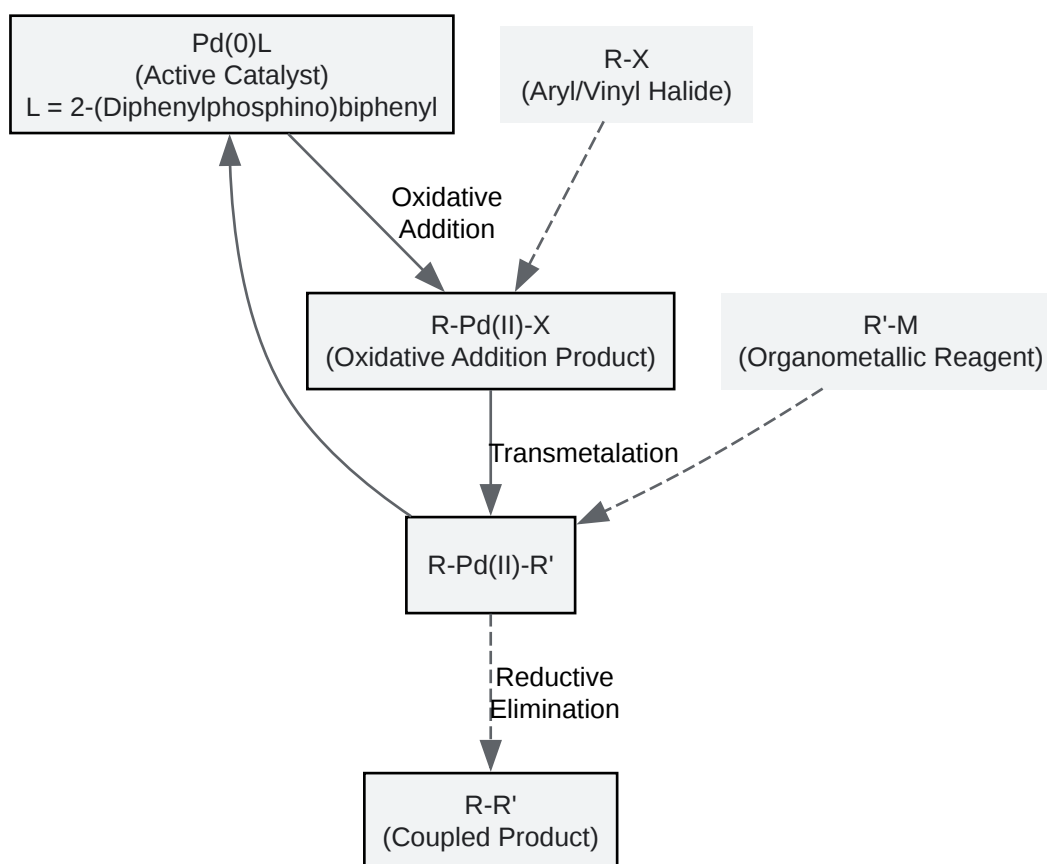 Pd(0)L
(Active Catalyst)
L = 2-(Diphenylphosphino)biphenyl
R-X
(Aryl/Vinyl Halide)
Oxidative
Addition
R-Pd(II)-X
(Oxidative Addition Product)
R'-M
(Organometallic Reagent)
Transmetalation
R-Pd(II)-R'
Reductive
Elimination
R-R'
(Coupled Product)